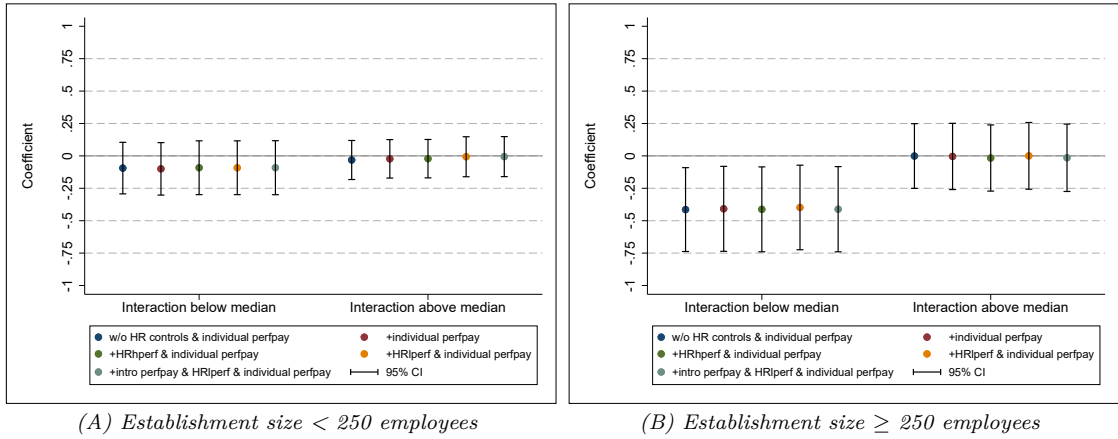 1
.75
.5
.25
0
-.25
-.5
-.75
-1
Coefficient
Interaction below median
Interaction above median
w/o HR controls & individual perfpay
+individual perfpay
+HRhperf & individual perfpay
+HRlperf & individual perfpay
+intro perfpay & HRlperf & individual perfpay
95% CI
(A) Establishment size < 250 employees
1
.75
.5
.25
0
-.25
-.5
-.75
-1
Coefficient
Interaction below median
Interaction above median
w/o HR controls & individual perfpay
+individual perfpay
+HRhperf & individual perfpay
+HRlperf & individual perfpay
+intro perfpay & HRlperf & individual perfpay
95% CI
(B) Establishment size ≥ 250 employees